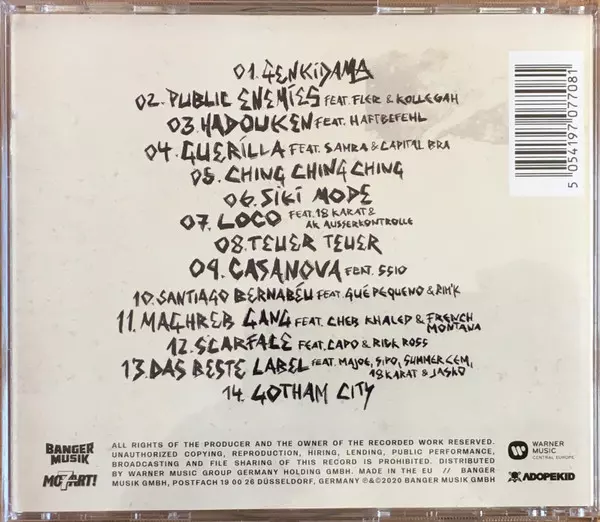 01. GENKIDAMA
02. PUBLIC ENEMIES FEAT. FLER & KOLLEGAH
03. HADOUKEN FEAT. HAFTBEFEHL
04. GUERILLA FEAT. SAMRA & CAPITAL BRA
05. CHING CHING CHING
06. SIKI MODE
07. LOCO FEAT. 18 KARAT &
AK AUSSERKONTROLLE
08. TEUER TEUER
09. CASANOVA FEAT. SSIO
10. SANTIAGO BERNABÉU FEAT. GUÉ PEQUENO & RIM'K
11. MAGHREB GANG FEAT. CHEB KHALED & FRENCH
MONTANA
12. SCARFACE FEAT. CAPO & RICK ROSS
13. DAS BESTE LABEL FEAT. MAJOE, SIPO, SUMMER CEM,
18 KARAT & JASKO
14. GOTHAM CITY
5 054197 077081
BANGER
MUSIK
MOZART!
ALL RIGHTS OF THE PRODUCER AND THE OWNER OF THE RECORDED WORK RESERVED.
UNAUTHORIZED COPYING, REPRODUCTION, HIRING, LENDING, PUBLIC PERFORMANCE,
BROADCASTING AND FILE SHARING OF THIS RECORD IS PROHIBITED. DISTRIBUTED
BY WARNER MUSIC GROUP GERMANY HOLDING GMBH. MADE IN THE EU // BANGER
MUSIK GMBH, POSTFACH 19 00 26 DÜSSELDORF, GERMANY ℗&©2020 BANGER MUSIK GMBH
WARNER
MUSIC
CENTRAL EUROPE
ADOPEKID